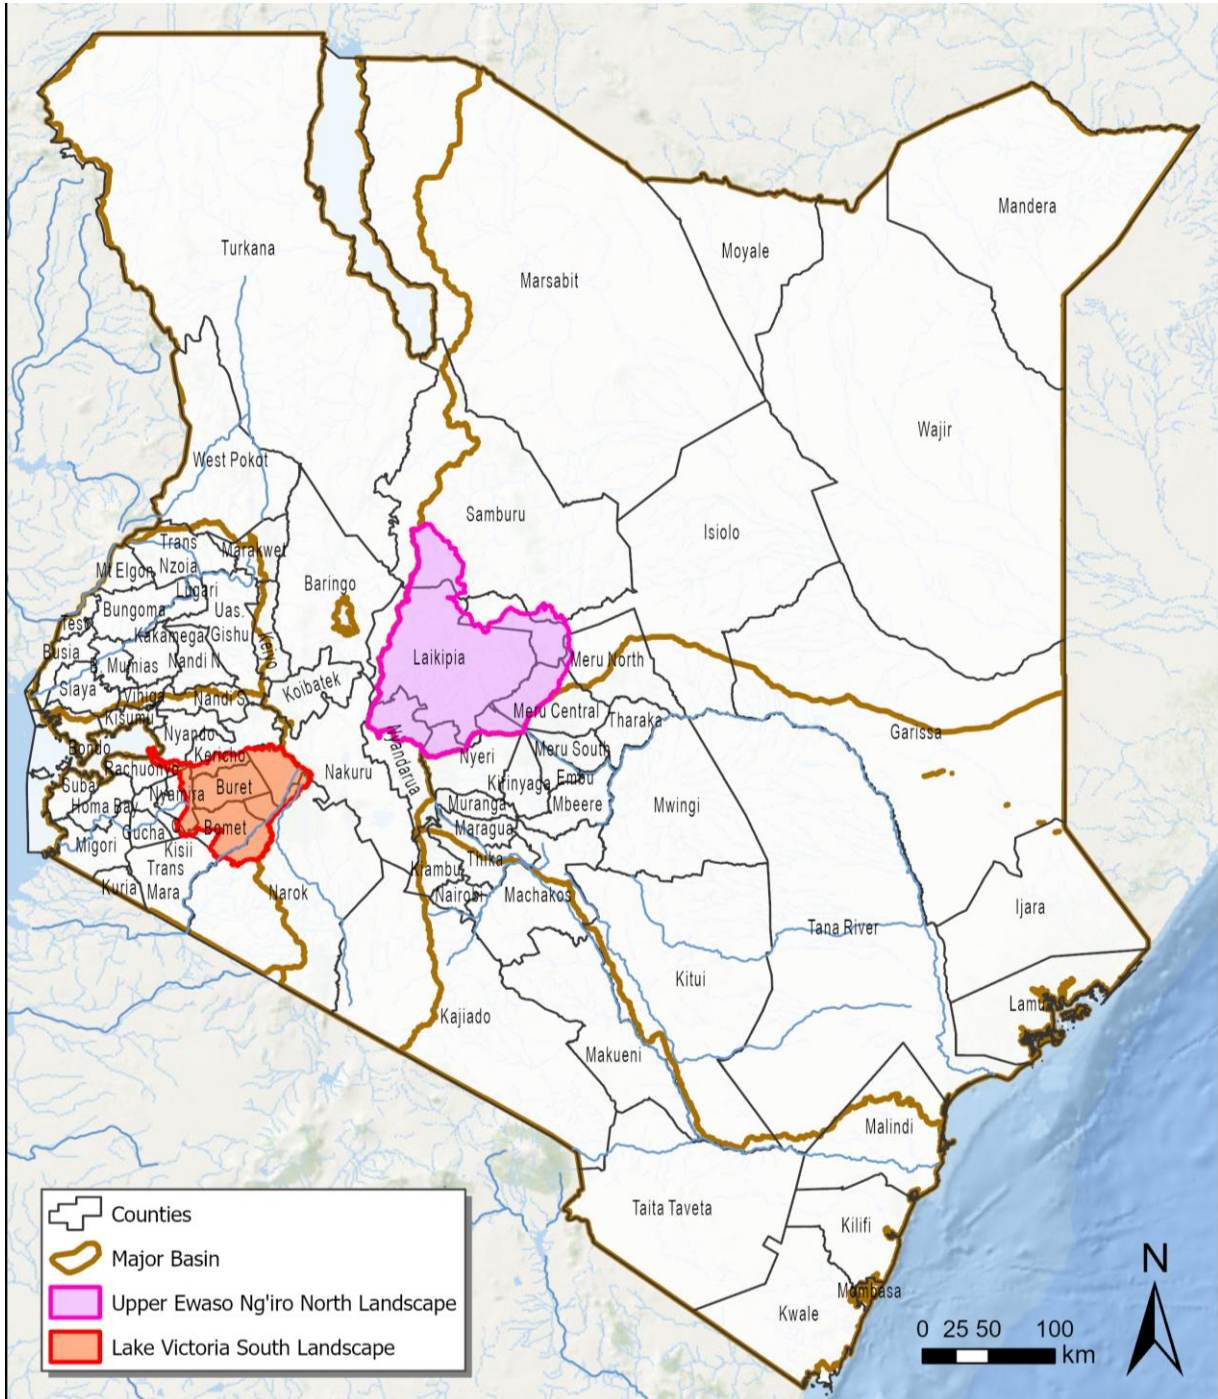 Mandera
Turkana
Moyale
Marsabit
Wajir
West Pokot
Samburu
Isiolo
Trans
Nzoia
Marakwet
Mt Elgon
Lugari
Baringo
Bungoma
Uas.
Gishu
Keiyo
Kakamega
Busia
Mumias
Nandi N.
Laikipia
Meru North
Siaya
Vihiga
Nandi S.
Koibatek
Kisumu
Nyando
Meru Central
Tharaka
Garissa
Bondo
Kericho
Nyandarua
Nyeri
Meru South
Rachuonyo
Nakuru
Suba
Nyamira
Buret
Kirinyaga
Embu
Mbeere
Homa Bay
Muranga
Mwingi
Gucha
Bomet
Maragua
Migori
Kisii
Thika
Trans
Mara
Kiambu
Kuria
Narok
Nairobi
Machakos
Ijara
Tana River
Kitui
Lamu
Kajiado
Makueni
Malindi
Taita Taveta
Kilifi
Mombasa
Kwale
Counties
Major Basin
Upper Ewaso Ng'iro North Landscape
Lake Victoria South Landscape
N
0 25 50 100
km